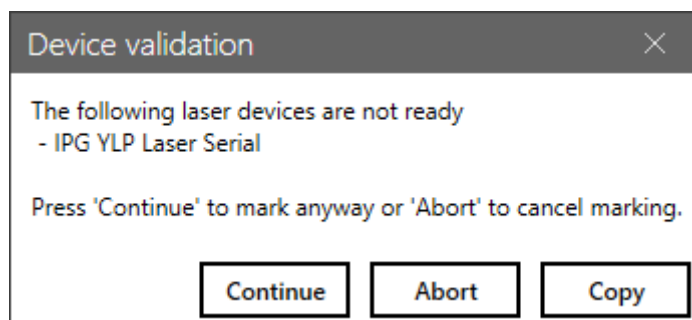 Device validation
The following laser devices are not ready
- IPG YLP Laser Serial
Press 'Continue' to mark anyway or 'Abort' to cancel marking.
Continue Abort Copy